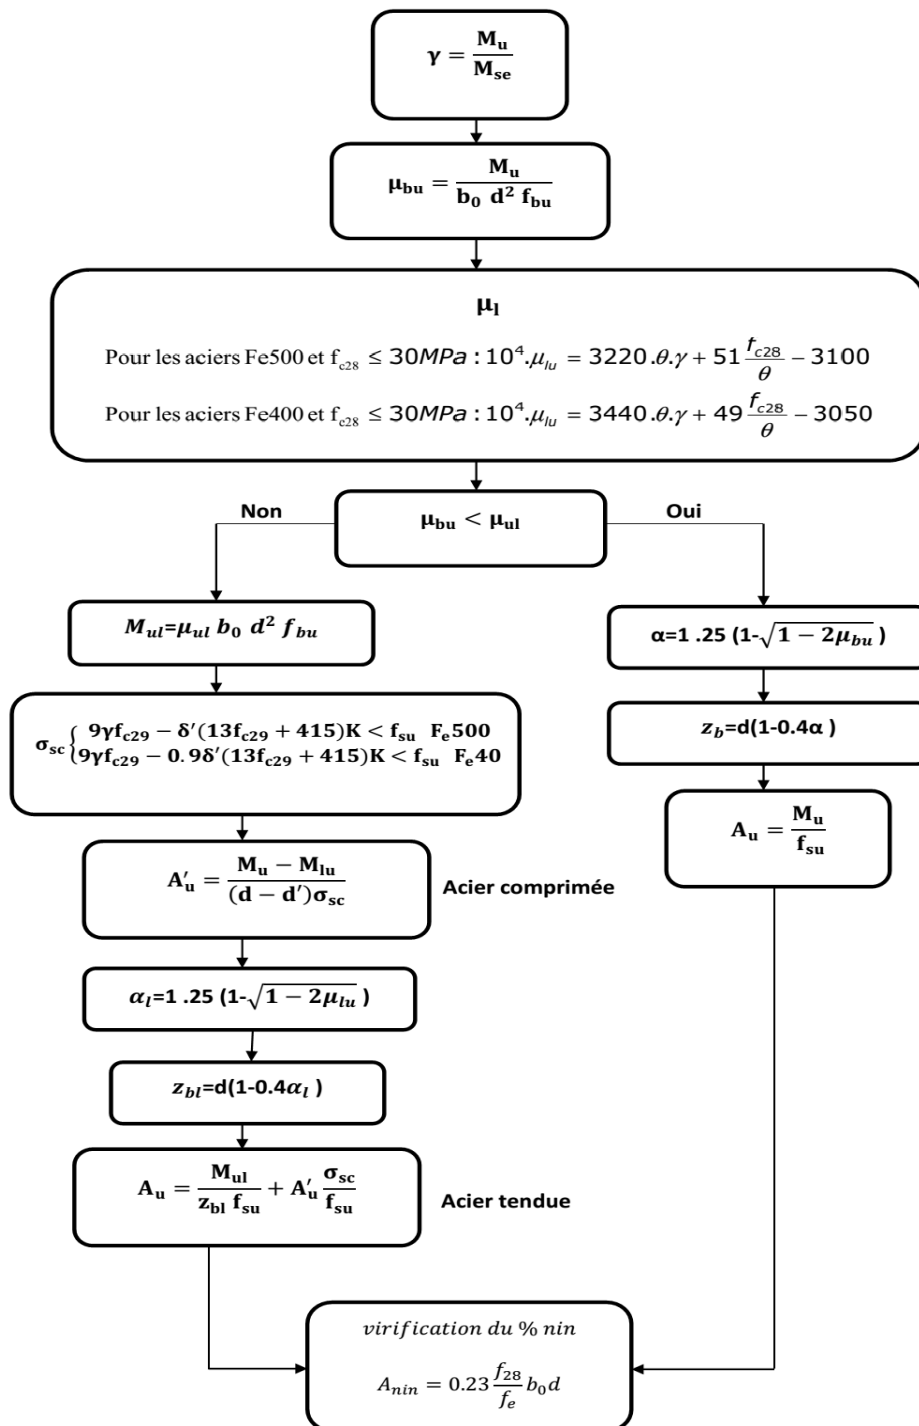 γ = M_u / M_se
μ_bu = M_u / (b_0 d² f_bu)
μ_l
Pour les aciers Fe500 et f_c28 ≤ 30MPa : 10⁴.μ_lu = 3220.θ.γ + 51 f_c28/θ − 3100
Pour les aciers Fe400 et f_c28 ≤ 30MPa : 10⁴.μ_lu = 3440.θ.γ + 49 f_c28/θ − 3050
Non
μ_bu < μ_ul
Oui
M_ul=μ_ul b_0 d² f_bu
α=1 .25 (1-√(1 − 2μ_bu) )
σ_sc { 9γf_c29 − δ′(13f_c29 + 415)K < f_su F_e500
9γf_c29 − 0.9δ′(13f_c29 + 415)K < f_su F_e40
z_b=d(1-0.4α )
A_u = M_u / f_su
A′_u = (M_u − M_lu) / ((d − d′)σ_sc)
Acier comprimée
α_l=1 .25 (1-√(1 − 2μ_lu) )
z_bl=d(1-0.4α_l )
A_u = M_ul / (z_bl f_su) + A′_u σ_sc / f_su
Acier tendue
virification du % nin
A_nin = 0.23 f_28/f_e b_0 d